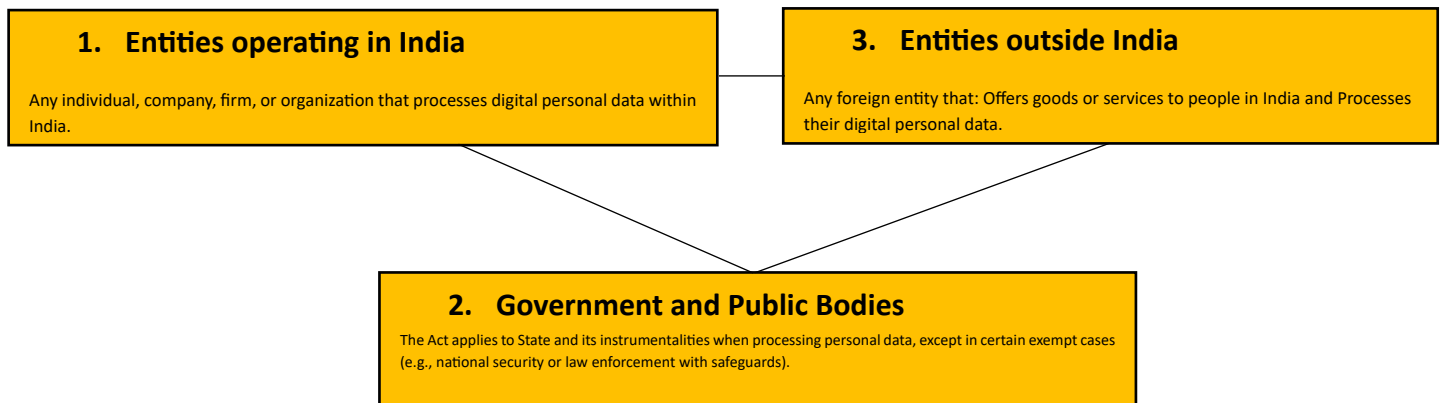 1. Entities operating in India
Any individual, company, firm, or organization that processes digital personal data within
India.
3. Entities outside India
Any foreign entity that: Offers goods or services to people in India and Processes
their digital personal data.
2. Government and Public Bodies
The Act applies to State and its instrumentalities when processing personal data, except in certain exempt cases
(e.g., national security or law enforcement with safeguards).